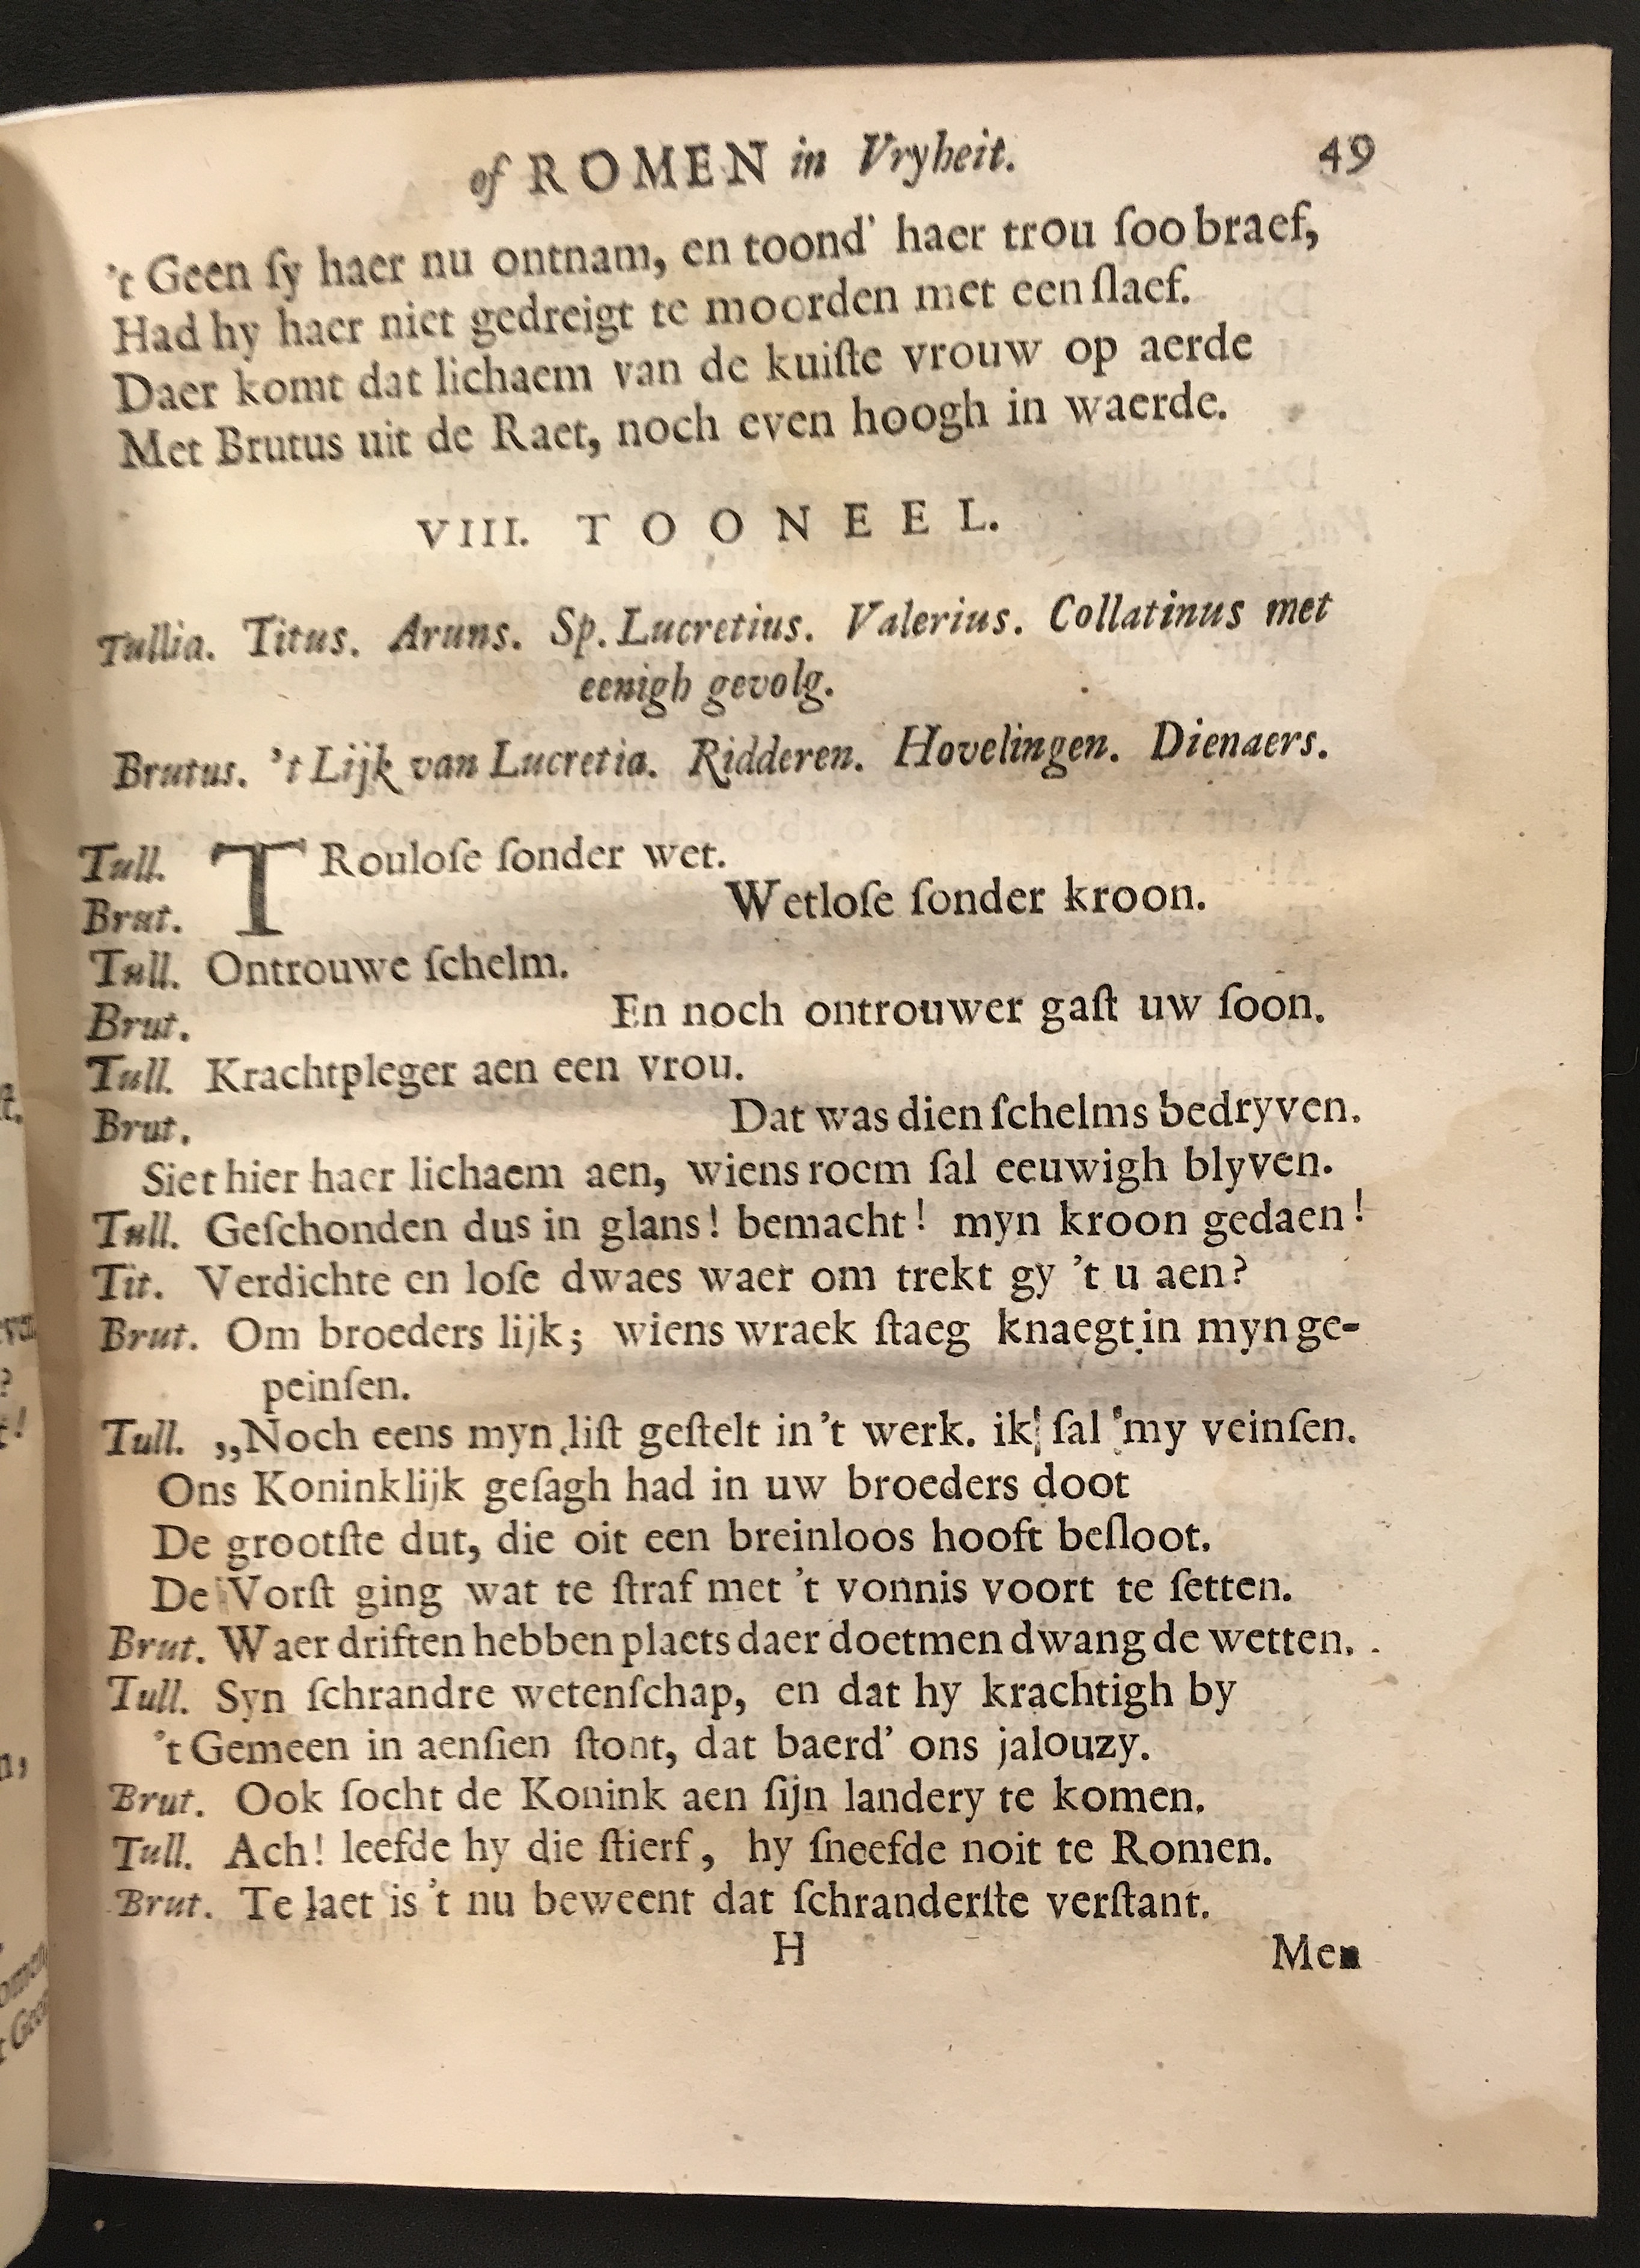 of ROMEN in Vryheit. 49
't Geen ſy haer nu ontnam, en toond' haer trou ſoo braef,
Had hy haer niet gedreigt te moorden met een ſlaef.
Daer komt dat lichaem van de kuiſte vrouw op aerde
Met Brutus uit de Raet, noch even hoogh in waerde.
VIII. TOONEEL.
Tullia. Titus. Aruns. Sp. Lucretius. Valerius. Collatinus met
eenigh gevolg.
Brutus. 't Lijk van Lucretia. Ridderen. Hovelingen. Dienaers.
Tull. TRouloſe ſonder wet.
Brut. Wetloſe ſonder kroon.
Tull. Ontrouwe ſchelm.
Brut. En noch ontrouwer gaſt uw ſoon.
Tull. Krachtpleger aen een vrou.
Brut. Dat was dien ſchelms bedryven.
Siet hier haer lichaem aen, wiens roem ſal eeuwigh blyven.
Tull. Geſchonden dus in glans! bemacht! myn kroon gedaen!
Tit. Verdichte en loſe dwaes waer om trekt gy 't u aen?
Brut. Om broeders lijk; wiens wraek ſtaeg knaegt in myn ge-
peinſen.
Tull. „Noch eens myn liſt geſtelt in 't werk. ik ſal my veinſen.
Ons Koninklijk geſagh had in uw broeders doot
De grootſte dut, die oit een breinloos hooft beſloot.
De Vorſt ging wat te ſtraf met 't vonnis voort te ſetten.
Brut. Waer driften hebben plaets daer doetmen dwang de wetten.
Tull. Syn ſchrandre wetenſchap, en dat hy krachtigh by
't Gemeen in aenſien ſtont, dat baerd' ons jalouzy.
Brut. Ook ſocht de Konink aen ſijn landery te komen.
Tull. Ach! leefde hy die ſtierf, hy ſneefde noit te Romen.
Brut. Te laet is 't nu beweent dat ſchranderſte verſtant.
H Men